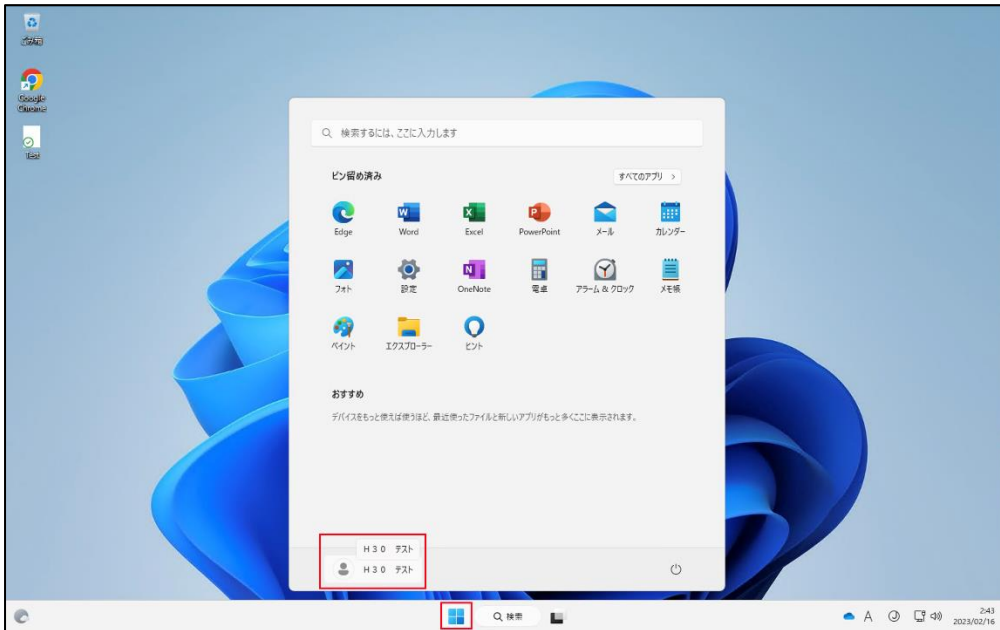 ごみ箱
Google
Chrome
Test
検索するには、ここに入力します
ピン留め済み
すべてのアプリ >
Edge
Word
Excel
PowerPoint
メール
カレンダー
フォト
設定
OneNote
電卓
アラーム & クロック
メモ帳
ペイント
エクスプローラー
ヒント
おすすめ
デバイスをもっと使えば使うほど、最近使ったファイルと新しいアプリがもっと多くここに表示されます。
H30 テスト
H30 テスト
検索
A
2:43
2023/02/16